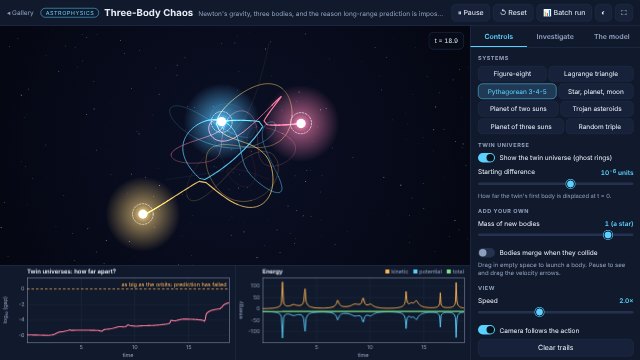 ◂ Gallery
ASTROPHYSICS
Three-Body Chaos
Newton's gravity, three bodies, and the reason long-range prediction is impos…
Pause
Reset
Batch run
t = 18.9
Controls
Investigate
The model
SYSTEMS
Figure-eight
Lagrange triangle
Pythagorean 3-4-5
Star, planet, moon
Planet of two suns
Trojan asteroids
Planet of three suns
Random triple
TWIN UNIVERSE
Show the twin universe (ghost rings)
Starting difference
10⁻⁶ units
How far the twin's first body is displaced at t = 0.
ADD YOUR OWN
Mass of new bodies
1 (a star)
Bodies merge when they collide
Drag in empty space to launch a body. Pause to see and drag the velocity arrows.
VIEW
Speed
2.0×
Camera follows the action
Clear trails
Twin universes: how far apart?
as big as the orbits: prediction has failed
log₁₀ (gap)
0
-2
-4
-6
5
10
15
time
Energy
kinetic
potential
total
energy
100
50
0
-50
-100
5
10
15
time